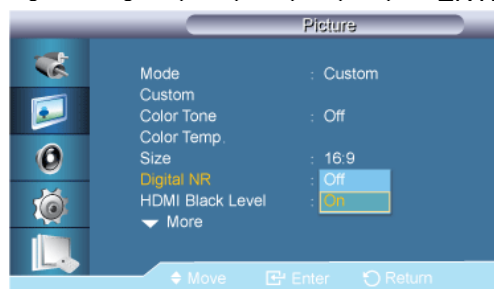 Picture
Mode : Custom
Custom
Color Tone : Off
Color Temp.
Size : 16:9
Digital NR : Off
HDMI Black Level : On
More
Move Enter Return